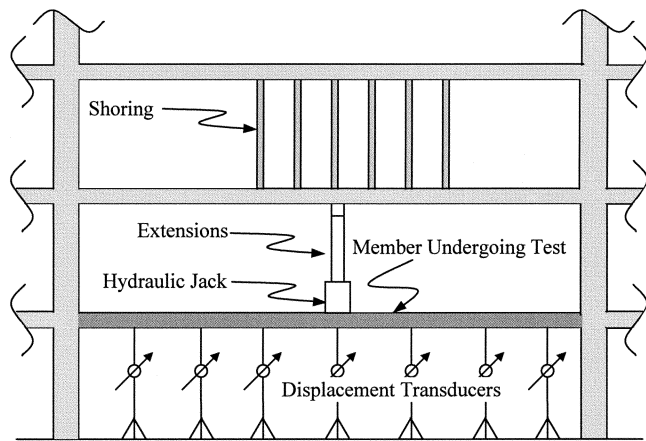 Shoring
Extensions
Member Undergoing Test
Hydraulic Jack
Displacement Transducers